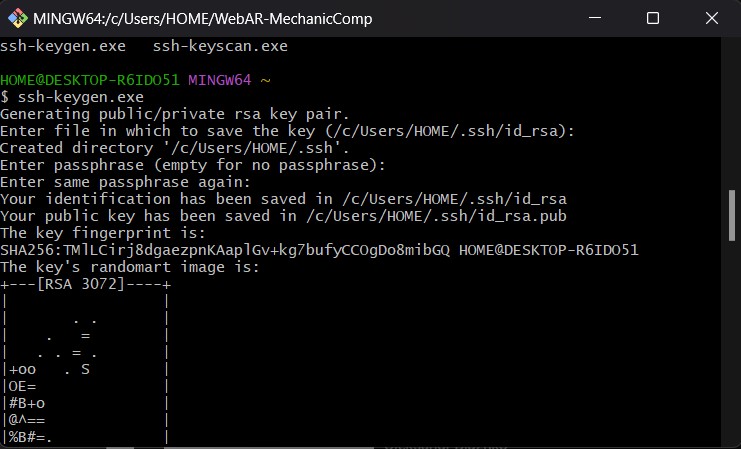 MINGW64:/c/Users/HOME/WebAR-MechanicComp
ssh-keygen.exe   ssh-keyscan.exe
HOME@DESKTOP-R6IDO51 MINGW64 ~
$ ssh-keygen.exe
Generating public/private rsa key pair.
Enter file in which to save the key (/c/Users/HOME/.ssh/id_rsa):
Created directory '/c/Users/HOME/.ssh'.
Enter passphrase (empty for no passphrase):
Enter same passphrase again:
Your identification has been saved in /c/Users/HOME/.ssh/id_rsa
Your public key has been saved in /c/Users/HOME/.ssh/id_rsa.pub
The key fingerprint is:
SHA256:TMlLCirj8dgaezpnKAaplGv+kg7bufyCCOgDo8mibGQ HOME@DESKTOP-R6IDO51
The key's randomart image is:
+---[RSA 3072]----+
|                 |
|       . .       |
|    .   =        |
|   . . = .       |
|+oo   . S        |
|OE=              |
|#B+o             |
|@^==             |
|%B#=.            |